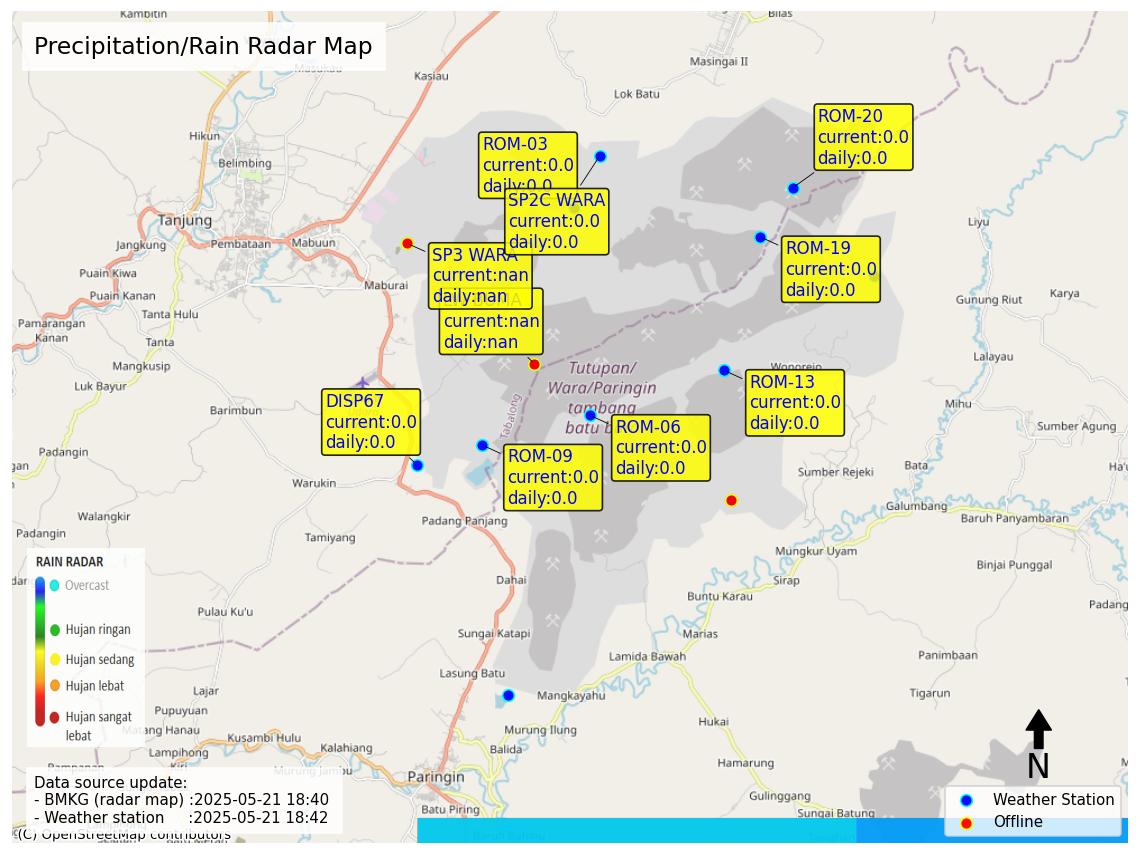 Precipitation/Rain Radar Map
Kambitin
Masukau
Kasiau
Bilas
Masingai II
Lok Batu
Hikun
Belimbing
Tanjung
Jangkung
Pembataan
Mabuun
Maburai
Puain Kiwa
Puain Kanan
Tanta Hulu
Pamarangan
Kanan
Tanta
Mangkusip
Luk Bayur
Barimbun
Padangin
Warukin
Walangkir
Padangin
Tamiyang
Padang Panjang
Dahai
Pulau Ku'u
Sungai Katapi
Lasung Batu
Lajar
Pupuyuan
Matang Hanau
Lampihong
Kusambi Hulu
Kalahiang
Murung Jambu
Paringin
Batu Piring
Balida
Murung Ilung
Mangkayahu
Lamida Bawah
Marias
Buntu Karau
Sirap
Mungkur Uyam
Galumbang
Baruh Panyambaran
Binjai Punggal
Padang
Panimbaan
Tigarun
Hukai
Hamarung
Gulinggang
Sungai Batung
Sumber Rejeki
Bata
Sumber Agung
Mihu
Lalayau
Gunung Riut
Karya
Liyu
Wonorejo
Tabalong
Tutupan/
Wara/Paringin
tambang
batu b
ROM-03
current:0.0
daily:0.0
SP2C WARA
current:0.0
daily:0.0
SP3 WARA
current:nan
daily:nan
current:nan
daily:nan
ROM-20
current:0.0
daily:0.0
ROM-19
current:0.0
daily:0.0
ROM-13
current:0.0
daily:0.0
ROM-06
current:0.0
daily:0.0
ROM-09
current:0.0
daily:0.0
DISP67
current:0.0
daily:0.0
RAIN RADAR
Overcast
Hujan ringan
Hujan sedang
Hujan lebat
Hujan sangat
lebat
Data source update:
- BMKG (radar map) :2025-05-21 18:40
- Weather station :2025-05-21 18:42
(C) OpenStreetMap contributors
N
Weather Station
Offline